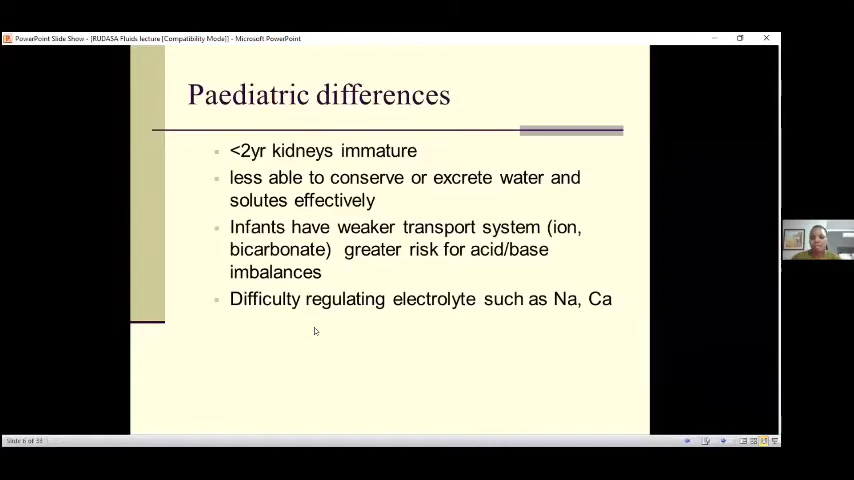 PowerPoint Slide Show - [RUDASA Fluids lecture [Compatibility Mode]] - Microsoft PowerPoint
Paediatric differences
<2yr kidneys immature
less able to conserve or excrete water and
solutes effectively
Infants have weaker transport system (ion,
bicarbonate) greater risk for acid/base
imbalances
Difficulty regulating electrolyte such as Na, Ca
Slide 6 of 33